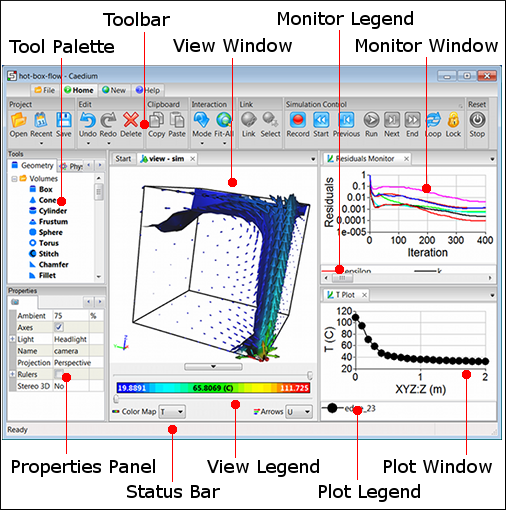 Toolbar
Monitor Legend
Tool Palette
View Window
Monitor Window
hot-box-flow - Caedium
File Home New Help
Project Edit Clipboard Interaction Link Simulation Control Reset
Open Recent Save Undo Redo Delete Copy Paste Mode Fit-All Link Select Record Start Previous Run Next End Loop Lock Stop
Tools
Geometry
Volumes
Box
Cone
Cylinder
Frustum
Sphere
Torus
Stitch
Chamfer
Fillet
Start view - sim
Residuals Monitor
Residuals
1
0.1
0.01
0.001
0.0001
1e-005
0 100 200 300 400
Iteration
epsilon k
Properties
Ambient 75 %
Axes
Light Headlight
Name camera
Projection Perspective
Rulers
Stereo 3D No
19.8891 65.8069 (C) 111.725
Color Map T Arrows U
T Plot
T (C)
120
100
80
60
40
20
0 1 2
XYZ:Z (m)
edge_23
Ready
Properties Panel
View Legend
Plot Window
Status Bar
Plot Legend